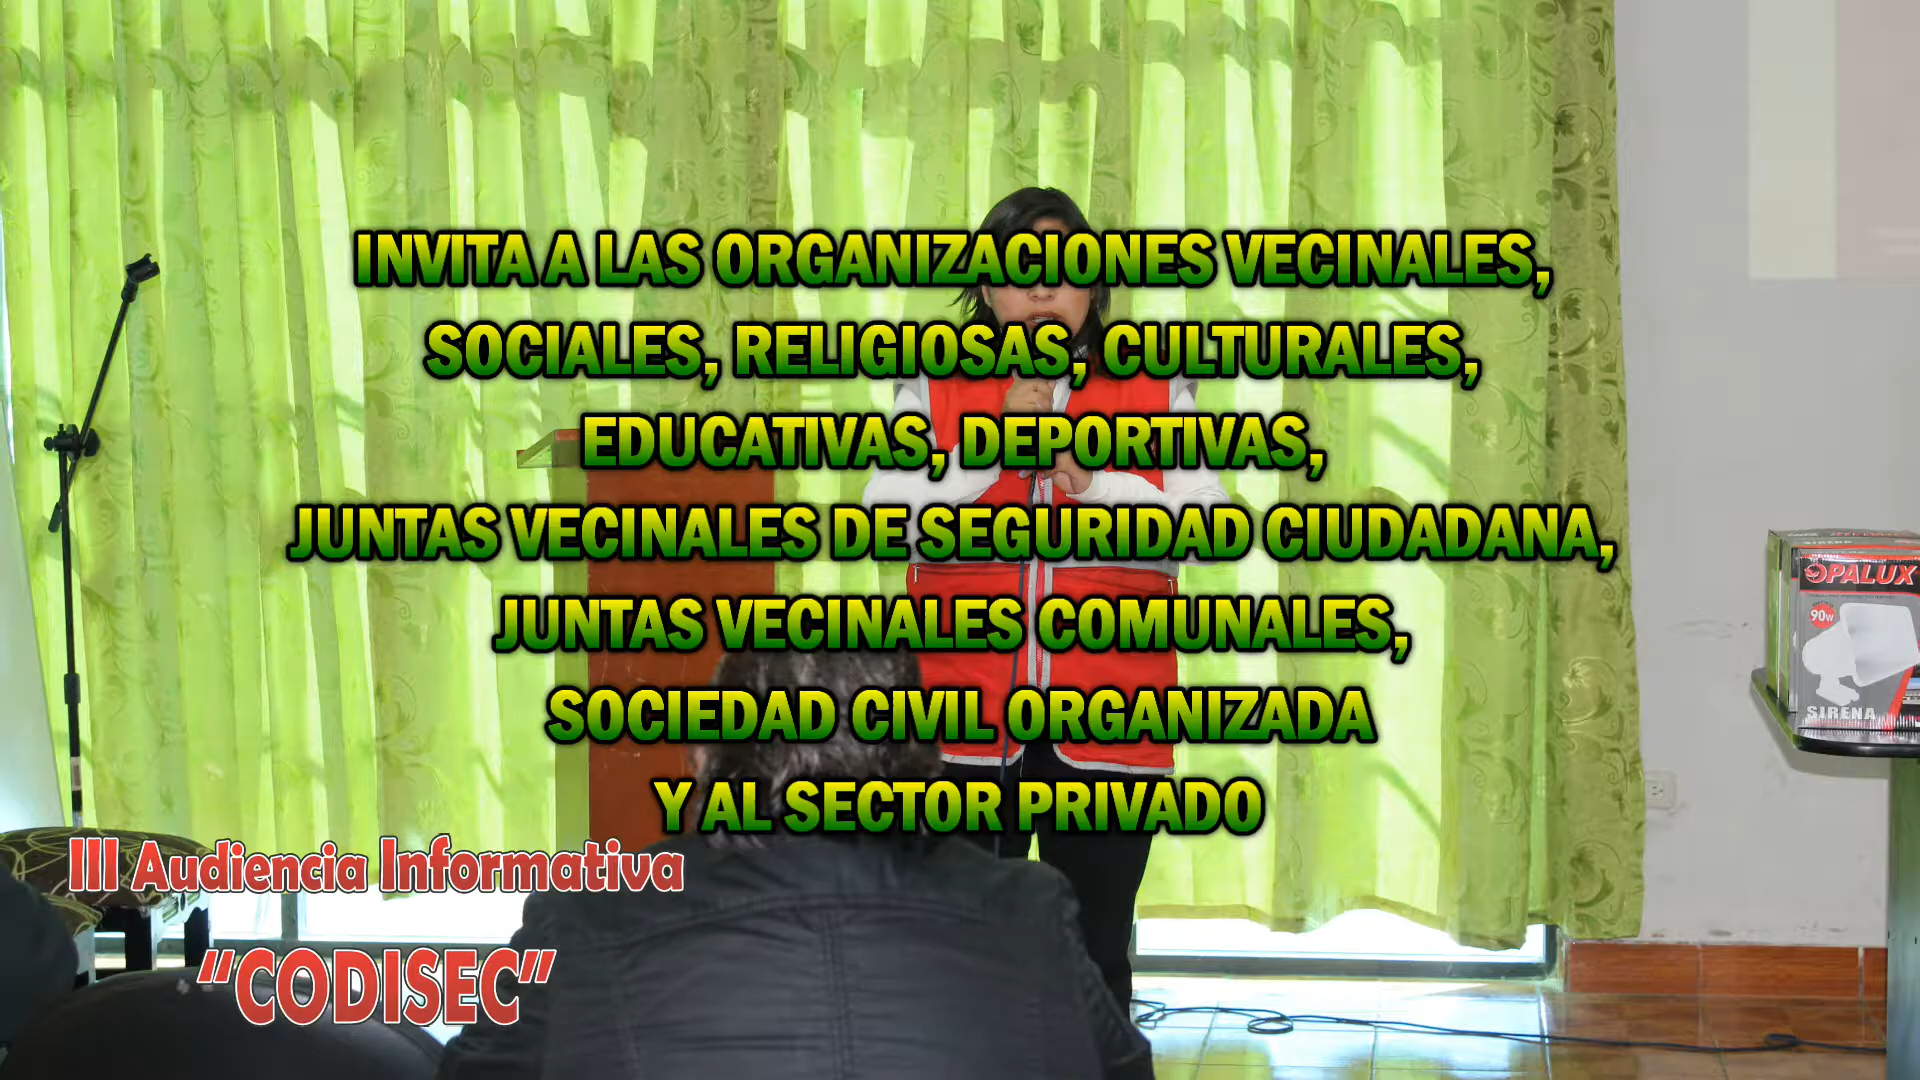 INVITA A LAS ORGANIZACIONES VECINALES,
SOCIALES, RELIGIOSAS, CULTURALES,
EDUCATIVAS, DEPORTIVAS,
JUNTAS VECINALES DE SEGURIDAD CIUDADANA,
JUNTAS VECINALES COMUNALES,
SOCIEDAD CIVIL ORGANIZADA
Y AL SECTOR PRIVADO
III Audiencia Informativa
“CODISEC”
OPALUX
90W
SIRENA